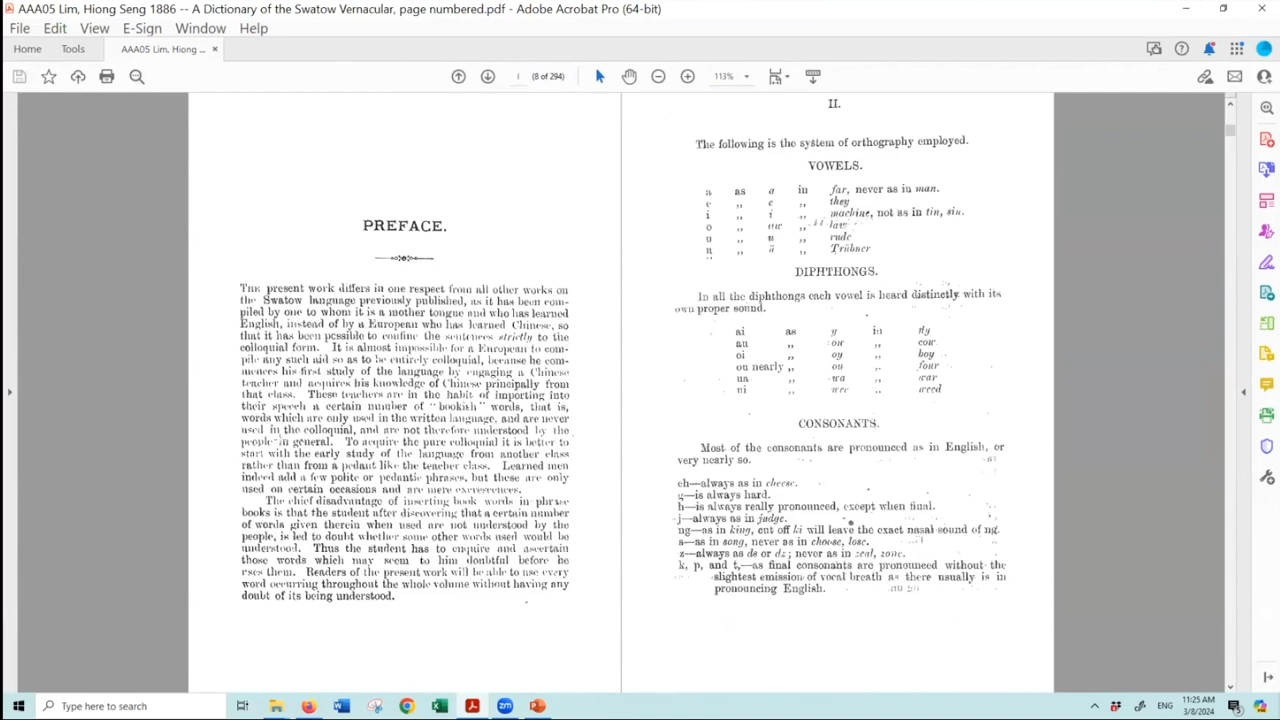 AAA05 Lim, Hiong Seng 1886 -- A Dictionary of the Swatow Vernacular, page numbered.pdf - Adobe Acrobat Pro (64-bit)
File Edit View E-Sign Window Help
Home Tools AAA05 Lim, Hiong ... ×
I (8 of 294) 113%
PREFACE.
THE present work differs in one respect from all other works on
the Swatow language previously published, as it has been com-
piled by one to whom it is a mother tongue and who has learned
English, instead of by a European who has learned Chinese, so
that it has been possible to confine the sentences strictly to the
colloquial form. It is almost impossible for a European to com-
pile any such aid so as to be entirely colloquial, because he com-
mences his first study of the language by engaging a Chinese
teacher and acquires his knowledge of Chinese principally from
that class. These teachers are in the habit of importing into
their speech a certain number of "bookish" words, that is,
words which are only used in the written language, and are never
used in the colloquial, and are not therefore understood by the
people in general. To acquire the pure colloquial it is better to
start with the early study of the language from another class
rather than from a pedant like the teacher class. Learned men
indeed add a few polite or pedantic phrases, but these are only
used on certain occasions and are mere excrescences.
The chief disadvantage of inserting book words in phrase
books is that the student after discovering that a certain number
of words given therein when used are not understood by the
people, is led to doubt whether some other words used would be
understood. Thus the student has to enquire and ascertain
those words which may seem to him doubtful before he
uses them. Readers of the present work will be able to use every
word occurring throughout the whole volume without having any
doubt of its being understood.
II.
The following is the system of orthography employed.
VOWELS.
a as a in far, never as in man.
e ,, e ,, they
i ,, i ,, machine, not as in tin, sin.
o ,, aw ,, law
u ,, u ,, rude
ṳ ,, ü ,, Trübner
DIPHTHONGS.
In all the diphthongs each vowel is heard distinctly with its
own proper sound.
ai as y in fly
au ,, ow ,, cow
oi ,, oy ,, boy
ou nearly ,, ou ,, four
ua ,, wa ,, war
ui ,, wee ,, weed
CONSONANTS.
Most of the consonants are pronounced as in English, or
very nearly so.
ch—always as in cheese.
g—is always hard.
h—is always really pronounced, except when final.
j—always as in judge.
ng—as in king, cut off ki will leave the exact nasal sound of ng.
s—as in song, never as in choose, lose.
z—always as ds or dz; never as in zeal, zone.
k, p, and t,—as final consonants are pronounced without the
slightest emission of vocal breath as there usually is in
pronouncing English.
Type here to search
ENG
11:25 AM
3/8/2024